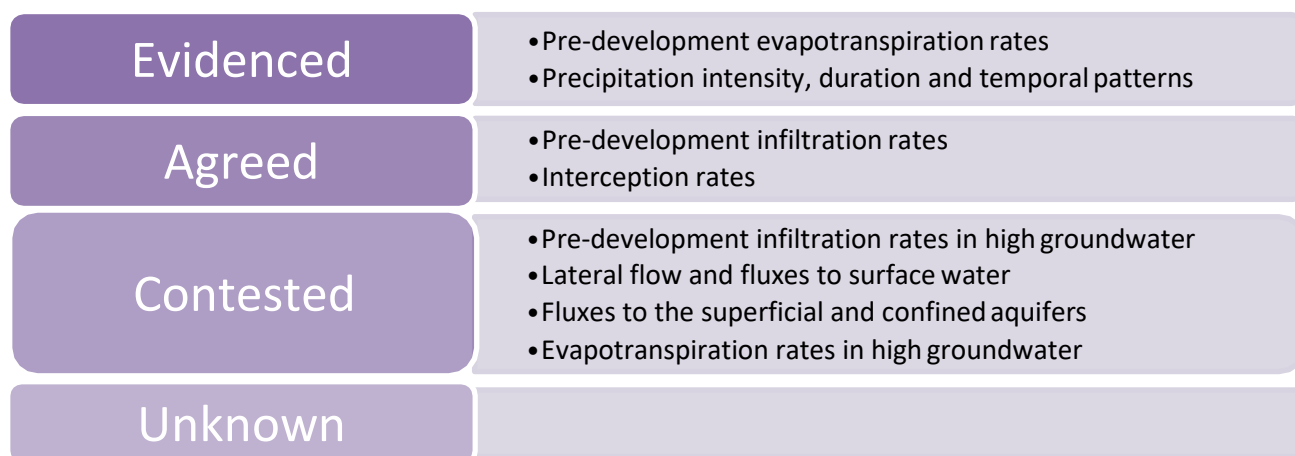 Evidenced
•Pre-development evapotranspiration rates
•Precipitation intensity, duration and temporal patterns
Agreed
•Pre-development infiltration rates
•Interception rates
Contested
•Pre-development infiltration rates in high groundwater
•Lateral flow and fluxes to surface water
•Fluxes to the superficial and confined aquifers
•Evapotranspiration rates in high groundwater
Unknown